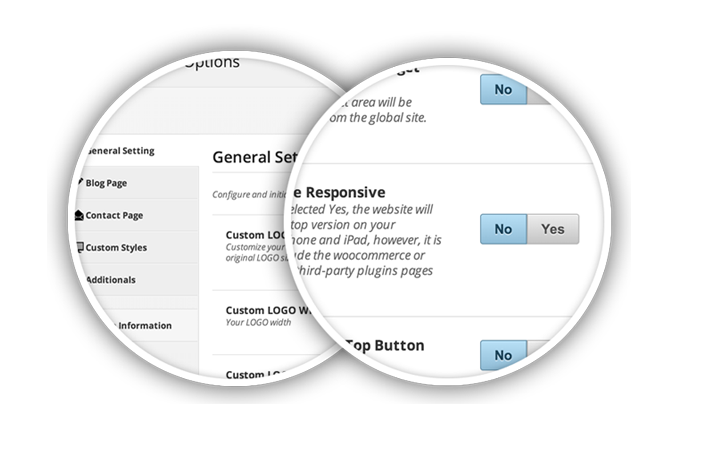 Options
General Setting
Blog Page
Contact Page
Custom Styles
Additionals
Information
General Set
Configure and initi
Custom LOG
Customize your
original LOGO si
Custom LOGO W
Your LOGO width
Custom LOG
No
area will be
om the global site.
e Responsive
elected Yes, the website will
top version on your
hone and iPad, however, it is
de the woocommerce or
third-party plugins pages
No Yes
Top Button
No